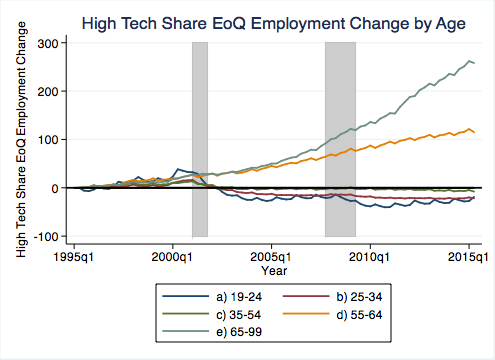 High Tech Share EoQ Employment Change by Age
High Tech Share EoQ Employment Change
300
200
100
0
-100
1995q1 2000q1 2005q1 2010q1 2015q1
Year
a) 19-24 b) 25-34
c) 35-54 d) 55-64
e) 65-99